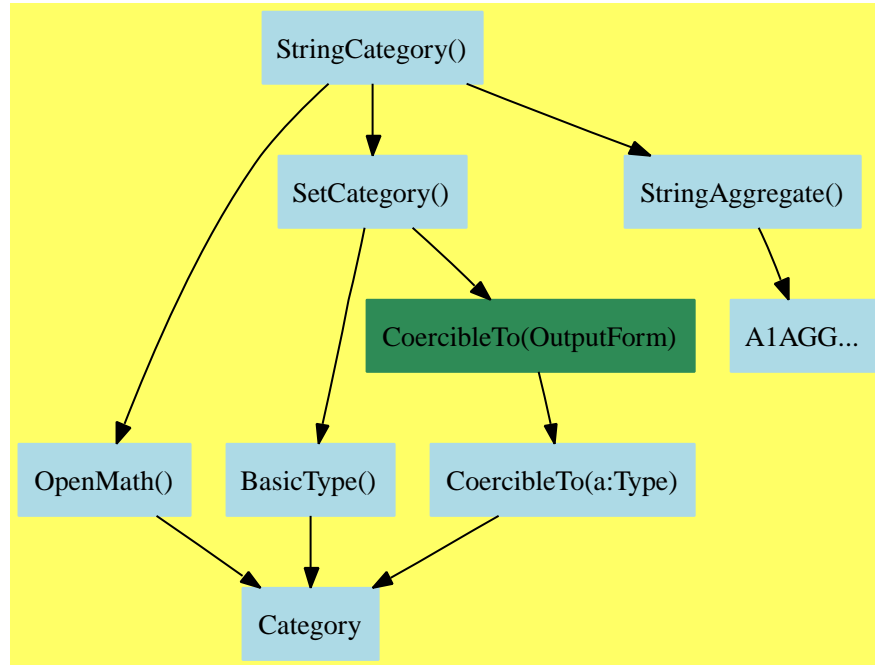 StringCategory()
SetCategory()
StringAggregate()
CoercibleTo(OutputForm)
A1AGG...
OpenMath()
BasicType()
CoercibleTo(a:Type)
Category